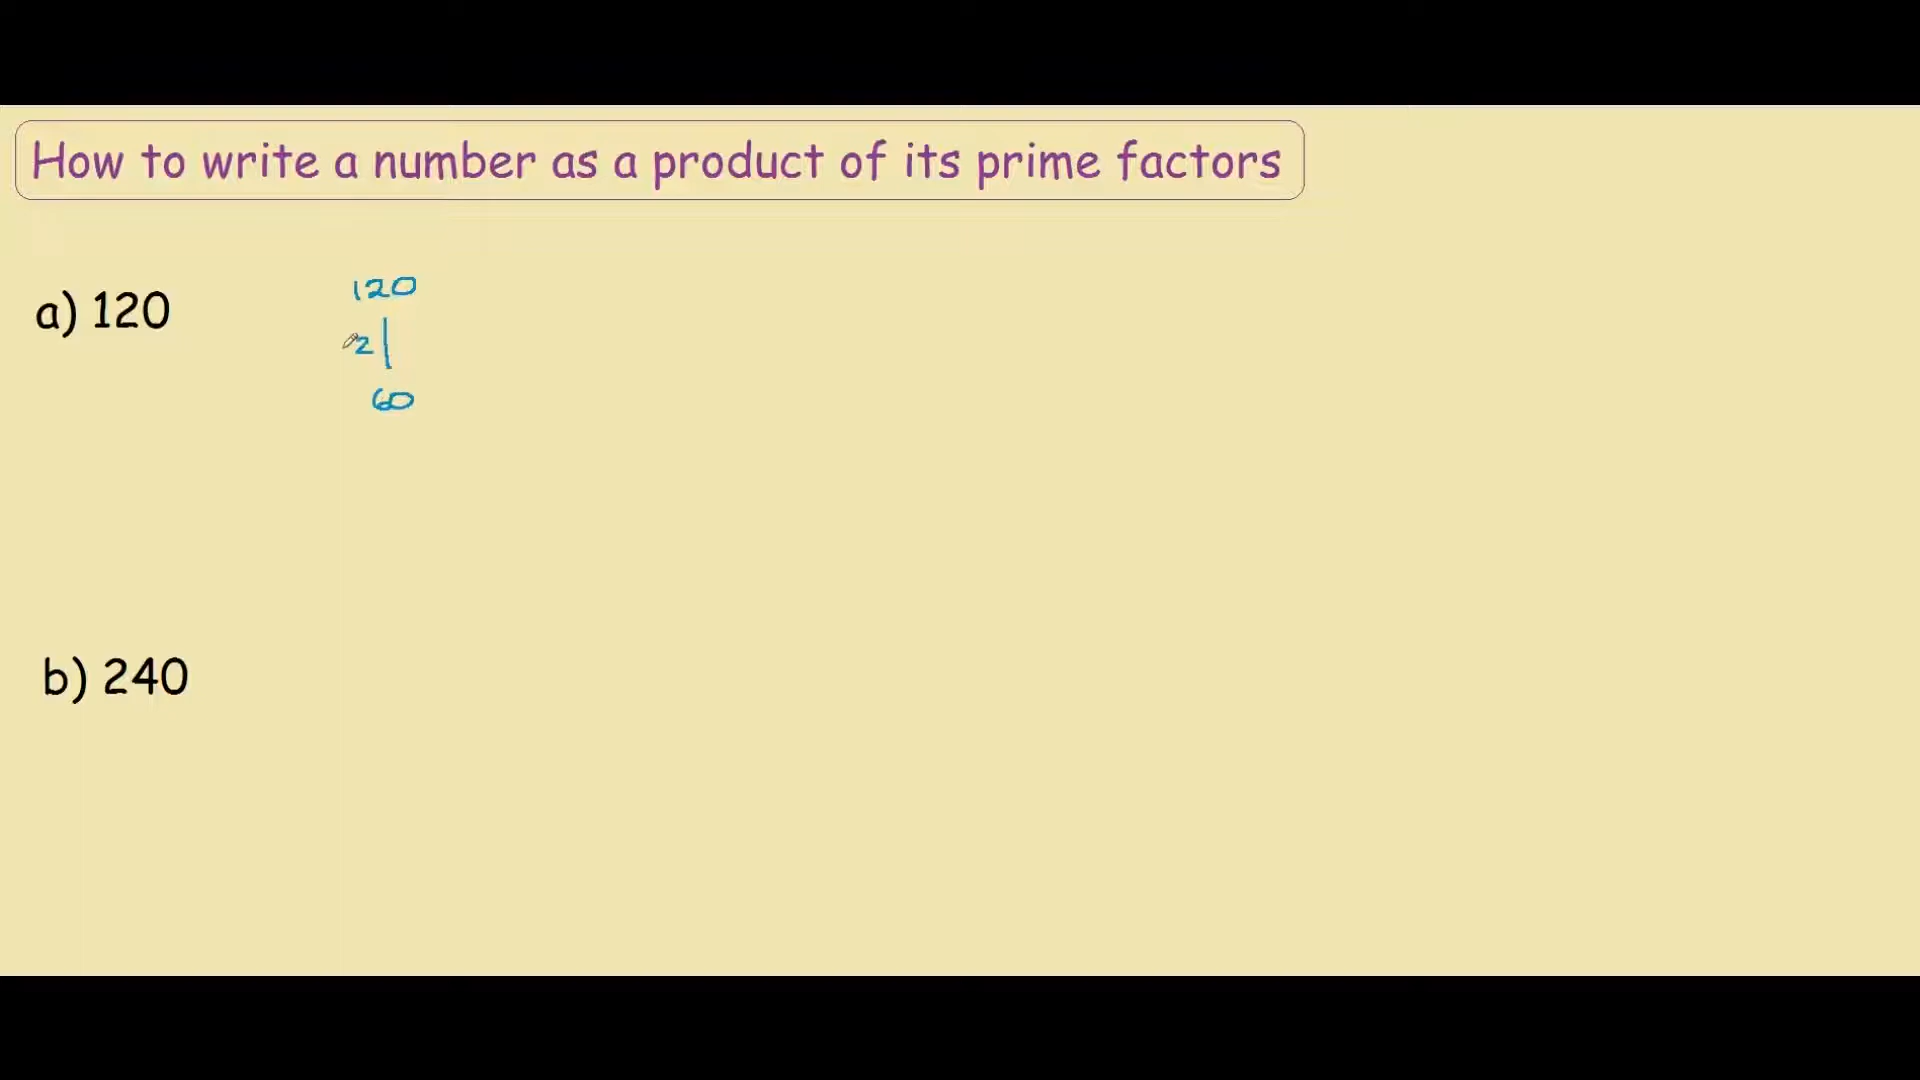 How to write a number as a product of its prime factors
a) 120
120
2
60
b) 240